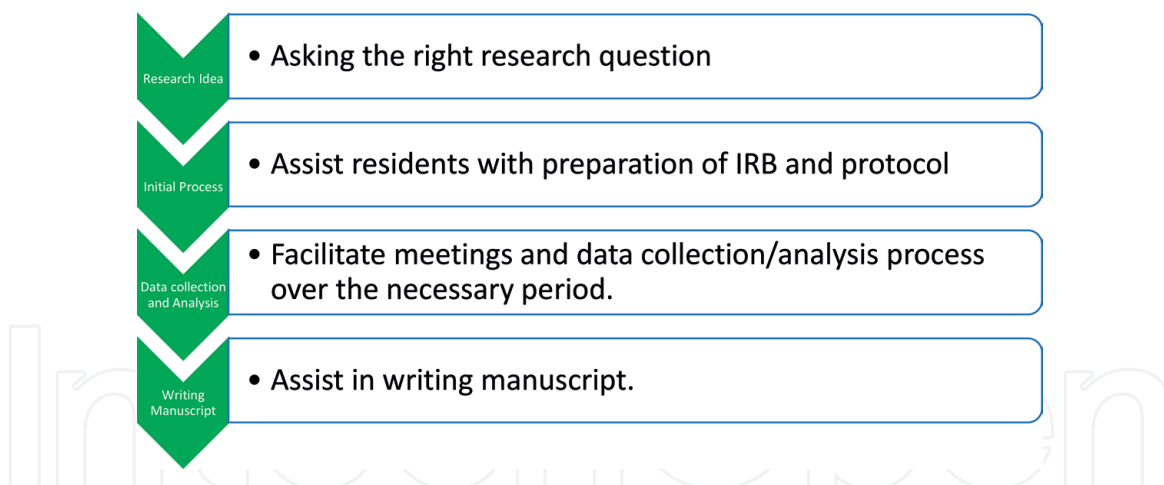 Research Idea
• Asking the right research question
Initial Process
• Assist residents with preparation of IRB and protocol
Data collection
and Analysis
• Facilitate meetings and data collection/analysis process
over the necessary period.
Writing
Manuscript
• Assist in writing manuscript.